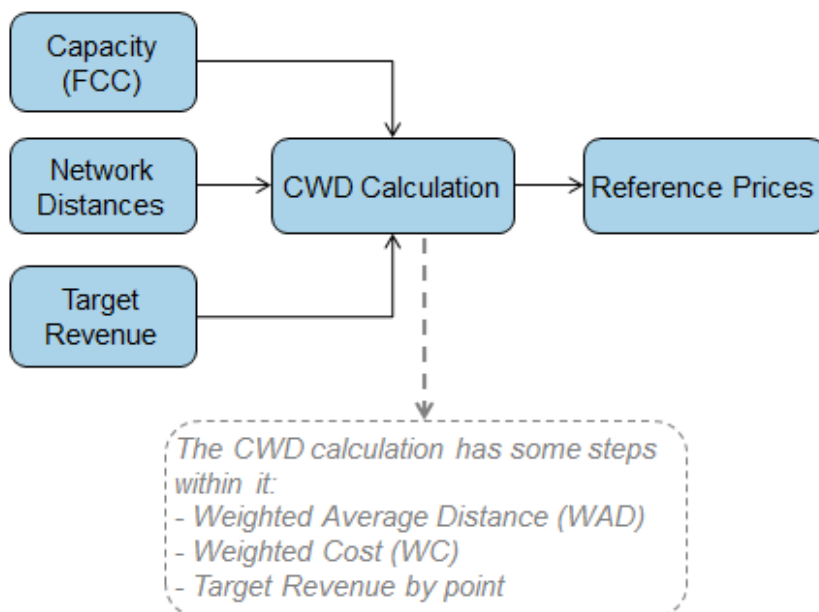 Capacity
(FCC)
Network
Distances
CWD Calculation
Reference Prices
Target
Revenue
The CWD calculation has some steps
within it:
- Weighted Average Distance (WAD)
- Weighted Cost (WC)
- Target Revenue by point